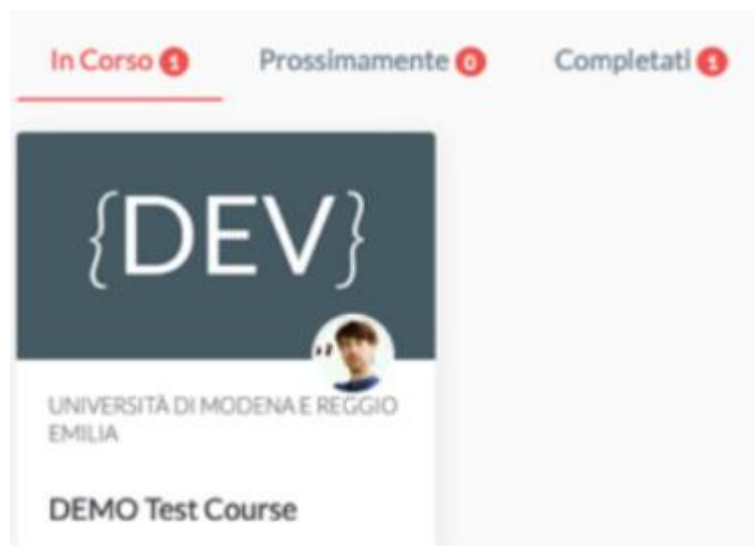 In Corso 1 Prossimamente 0 Completati 1
{DEV}
UNIVERSITÀ DI MODENA E REGGIO
EMILIA
DEMO Test Course